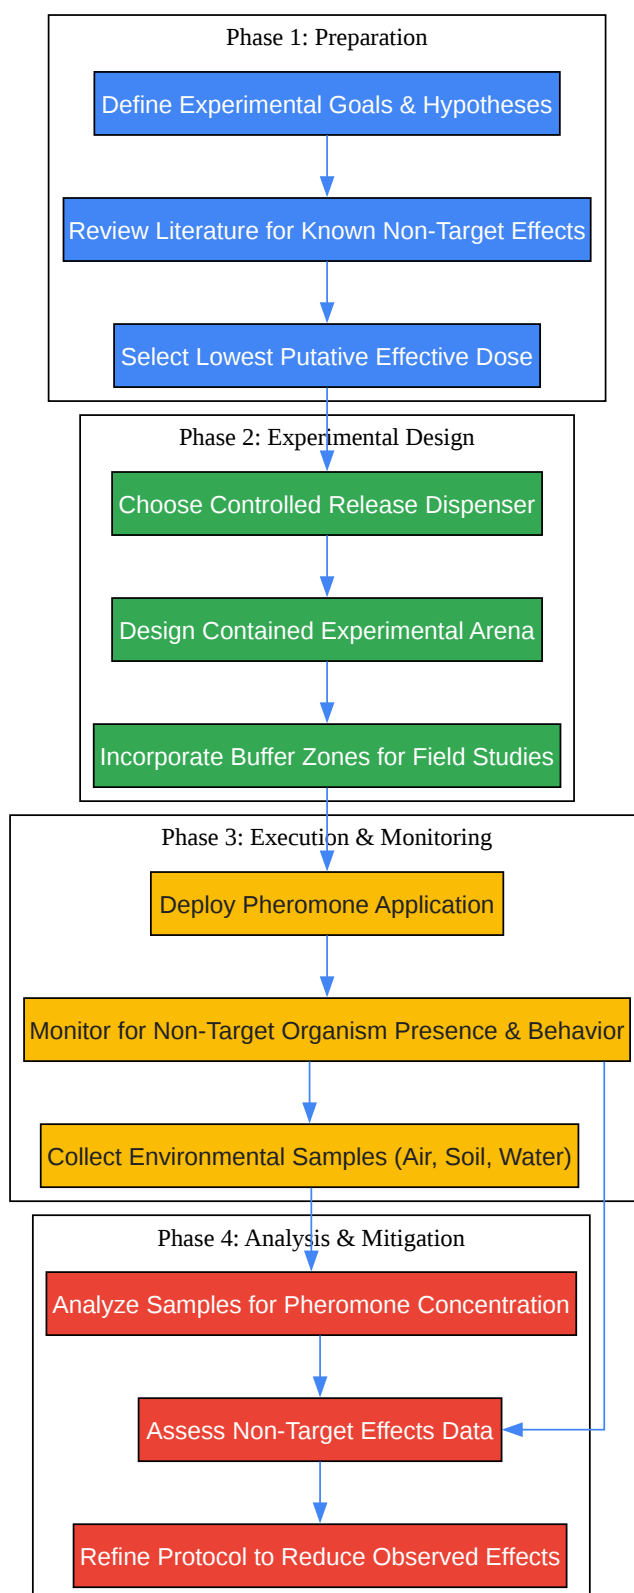 Phase 1: Preparation
Define Experimental Goals & Hypotheses
Review Literature for Known Non-Target Effects
Select Lowest Putative Effective Dose
Phase 2: Experimental Design
Choose Controlled Release Dispenser
Design Contained Experimental Arena
Incorporate Buffer Zones for Field Studies
Phase 3: Execution & Monitoring
Deploy Pheromone Application
Monitor for Non-Target Organism Presence & Behavior
Collect Environmental Samples (Air, Soil, Water)
Phase 4: Analysis & Mitigation
Analyze Samples for Pheromone Concentration
Assess Non-Target Effects Data
Refine Protocol to Reduce Observed Effects